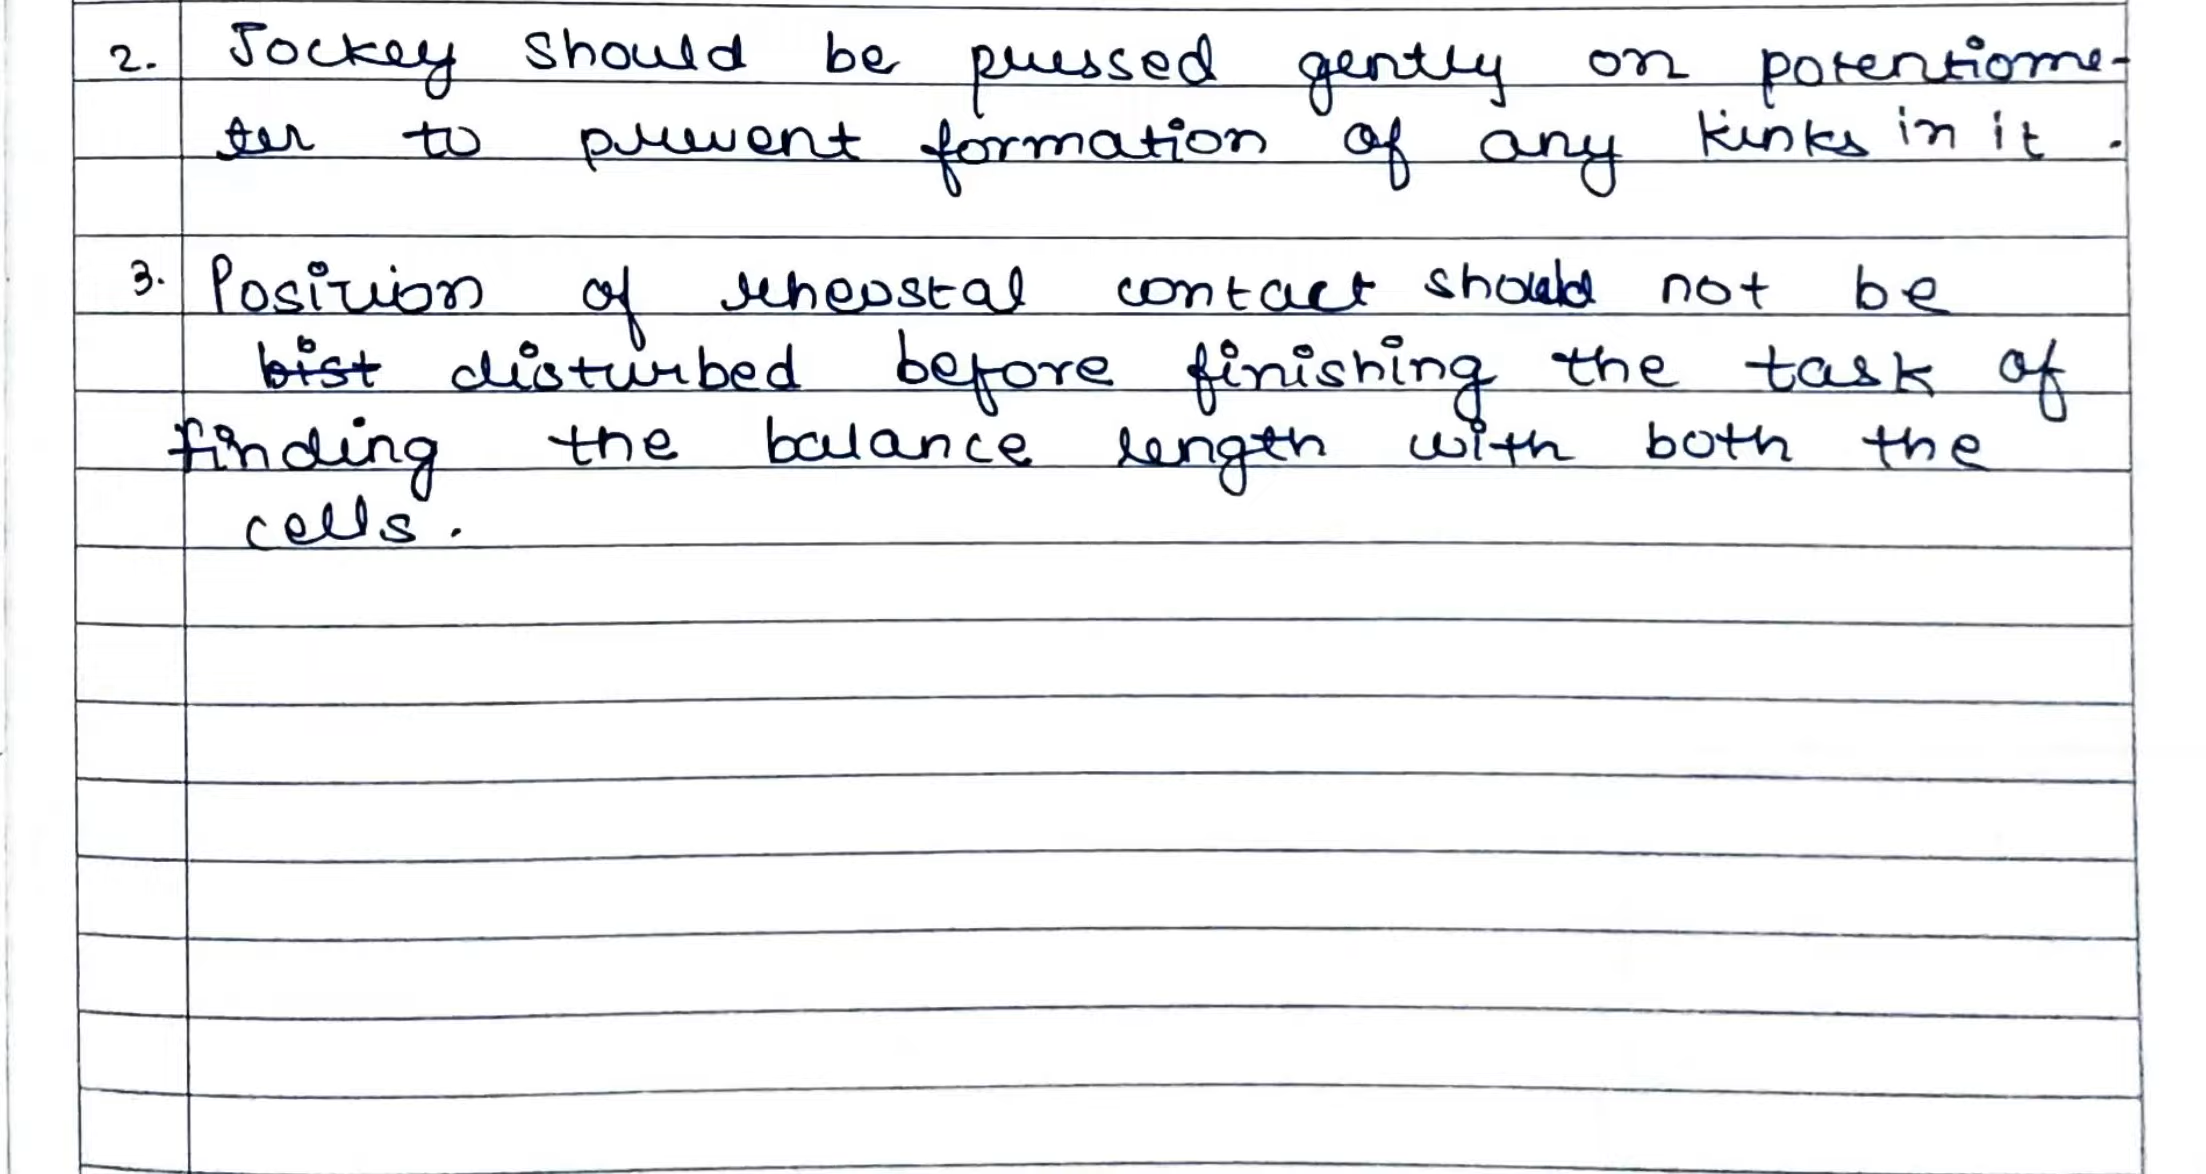 2. Jockey should be pressed gently on potentiome-
ter to prevent formation of any kinks in it.
3. Position of rheostal contact should not be
bist disturbed before finishing the task of
finding the balance length with both the
cells.